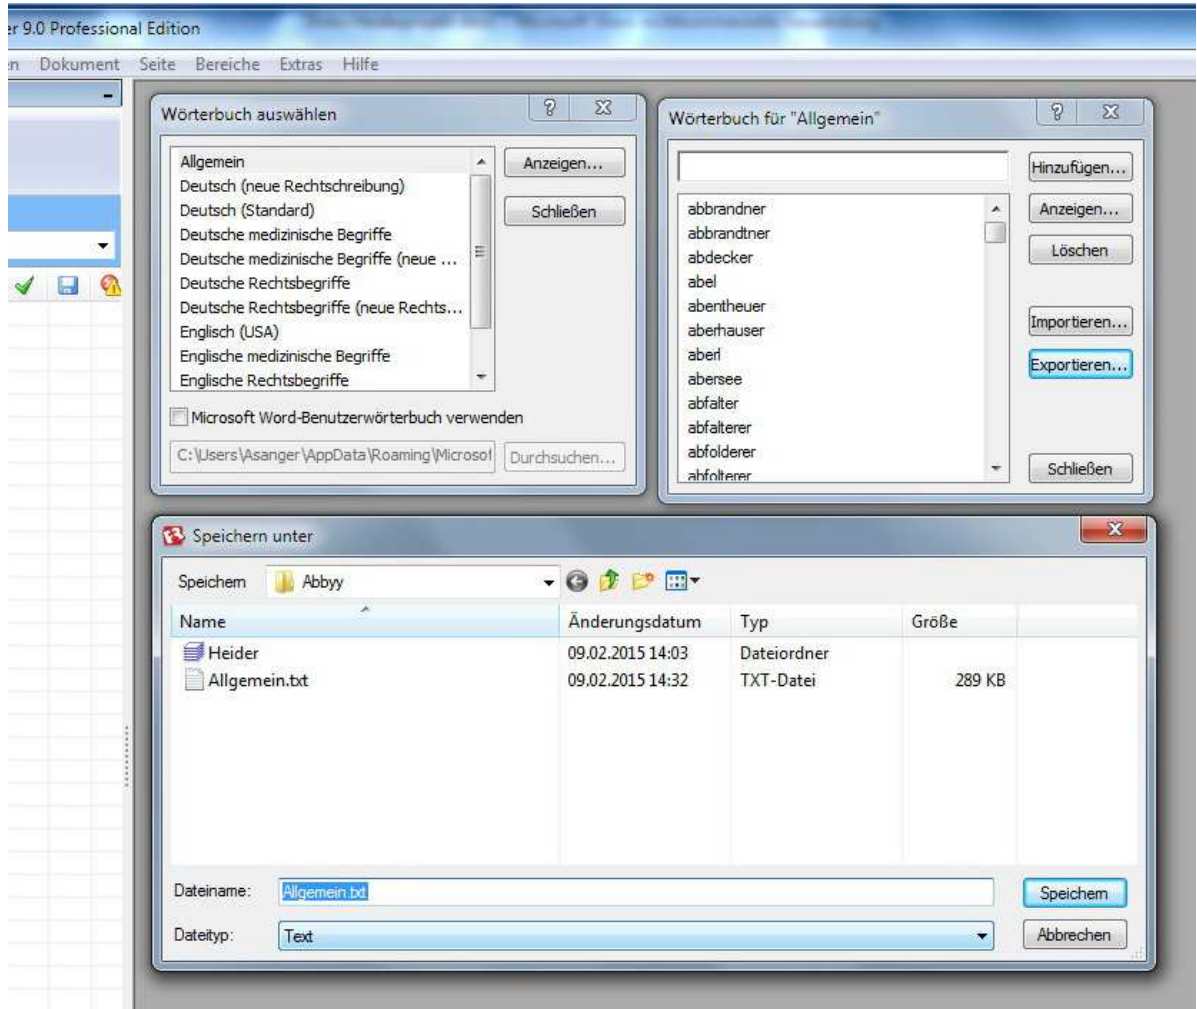 er 9.0 Professional Edition
en Dokument Seite Bereiche Extras Hilfe
Wörterbuch auswählen
Allgemein
Deutsch (neue Rechtschreibung)
Deutsch (Standard)
Deutsche medizinische Begriffe
Deutsche medizinische Begriffe (neue ...
Deutsche Rechtsbegriffe
Deutsche Rechtsbegriffe (neue Rechts...
Englisch (USA)
Englische medizinische Begriffe
Englische Rechtsbegriffe
Anzeigen...
Schließen
Microsoft Word-Benutzerwörterbuch verwenden
C:\Users\Asanger\AppData\Roaming\Microsof
Durchsuchen...
Wörterbuch für "Allgemein"
abbrandner
abbrandtner
abdecker
abel
abentheuer
aberhauser
aberl
abersee
abfalter
abfalterer
abfolderer
abfolterer
Hinzufügen...
Anzeigen...
Löschen
Importieren...
Exportieren...
Schließen
Speichern unter
Speichern Abbyy
Name Änderungsdatum Typ Größe
Heider 09.02.2015 14:03 Dateiordner
Allgemein.txt 09.02.2015 14:32 TXT-Datei 289 KB
Dateiname: Allgemein.txt Speichern
Dateityp: Text Abbrechen